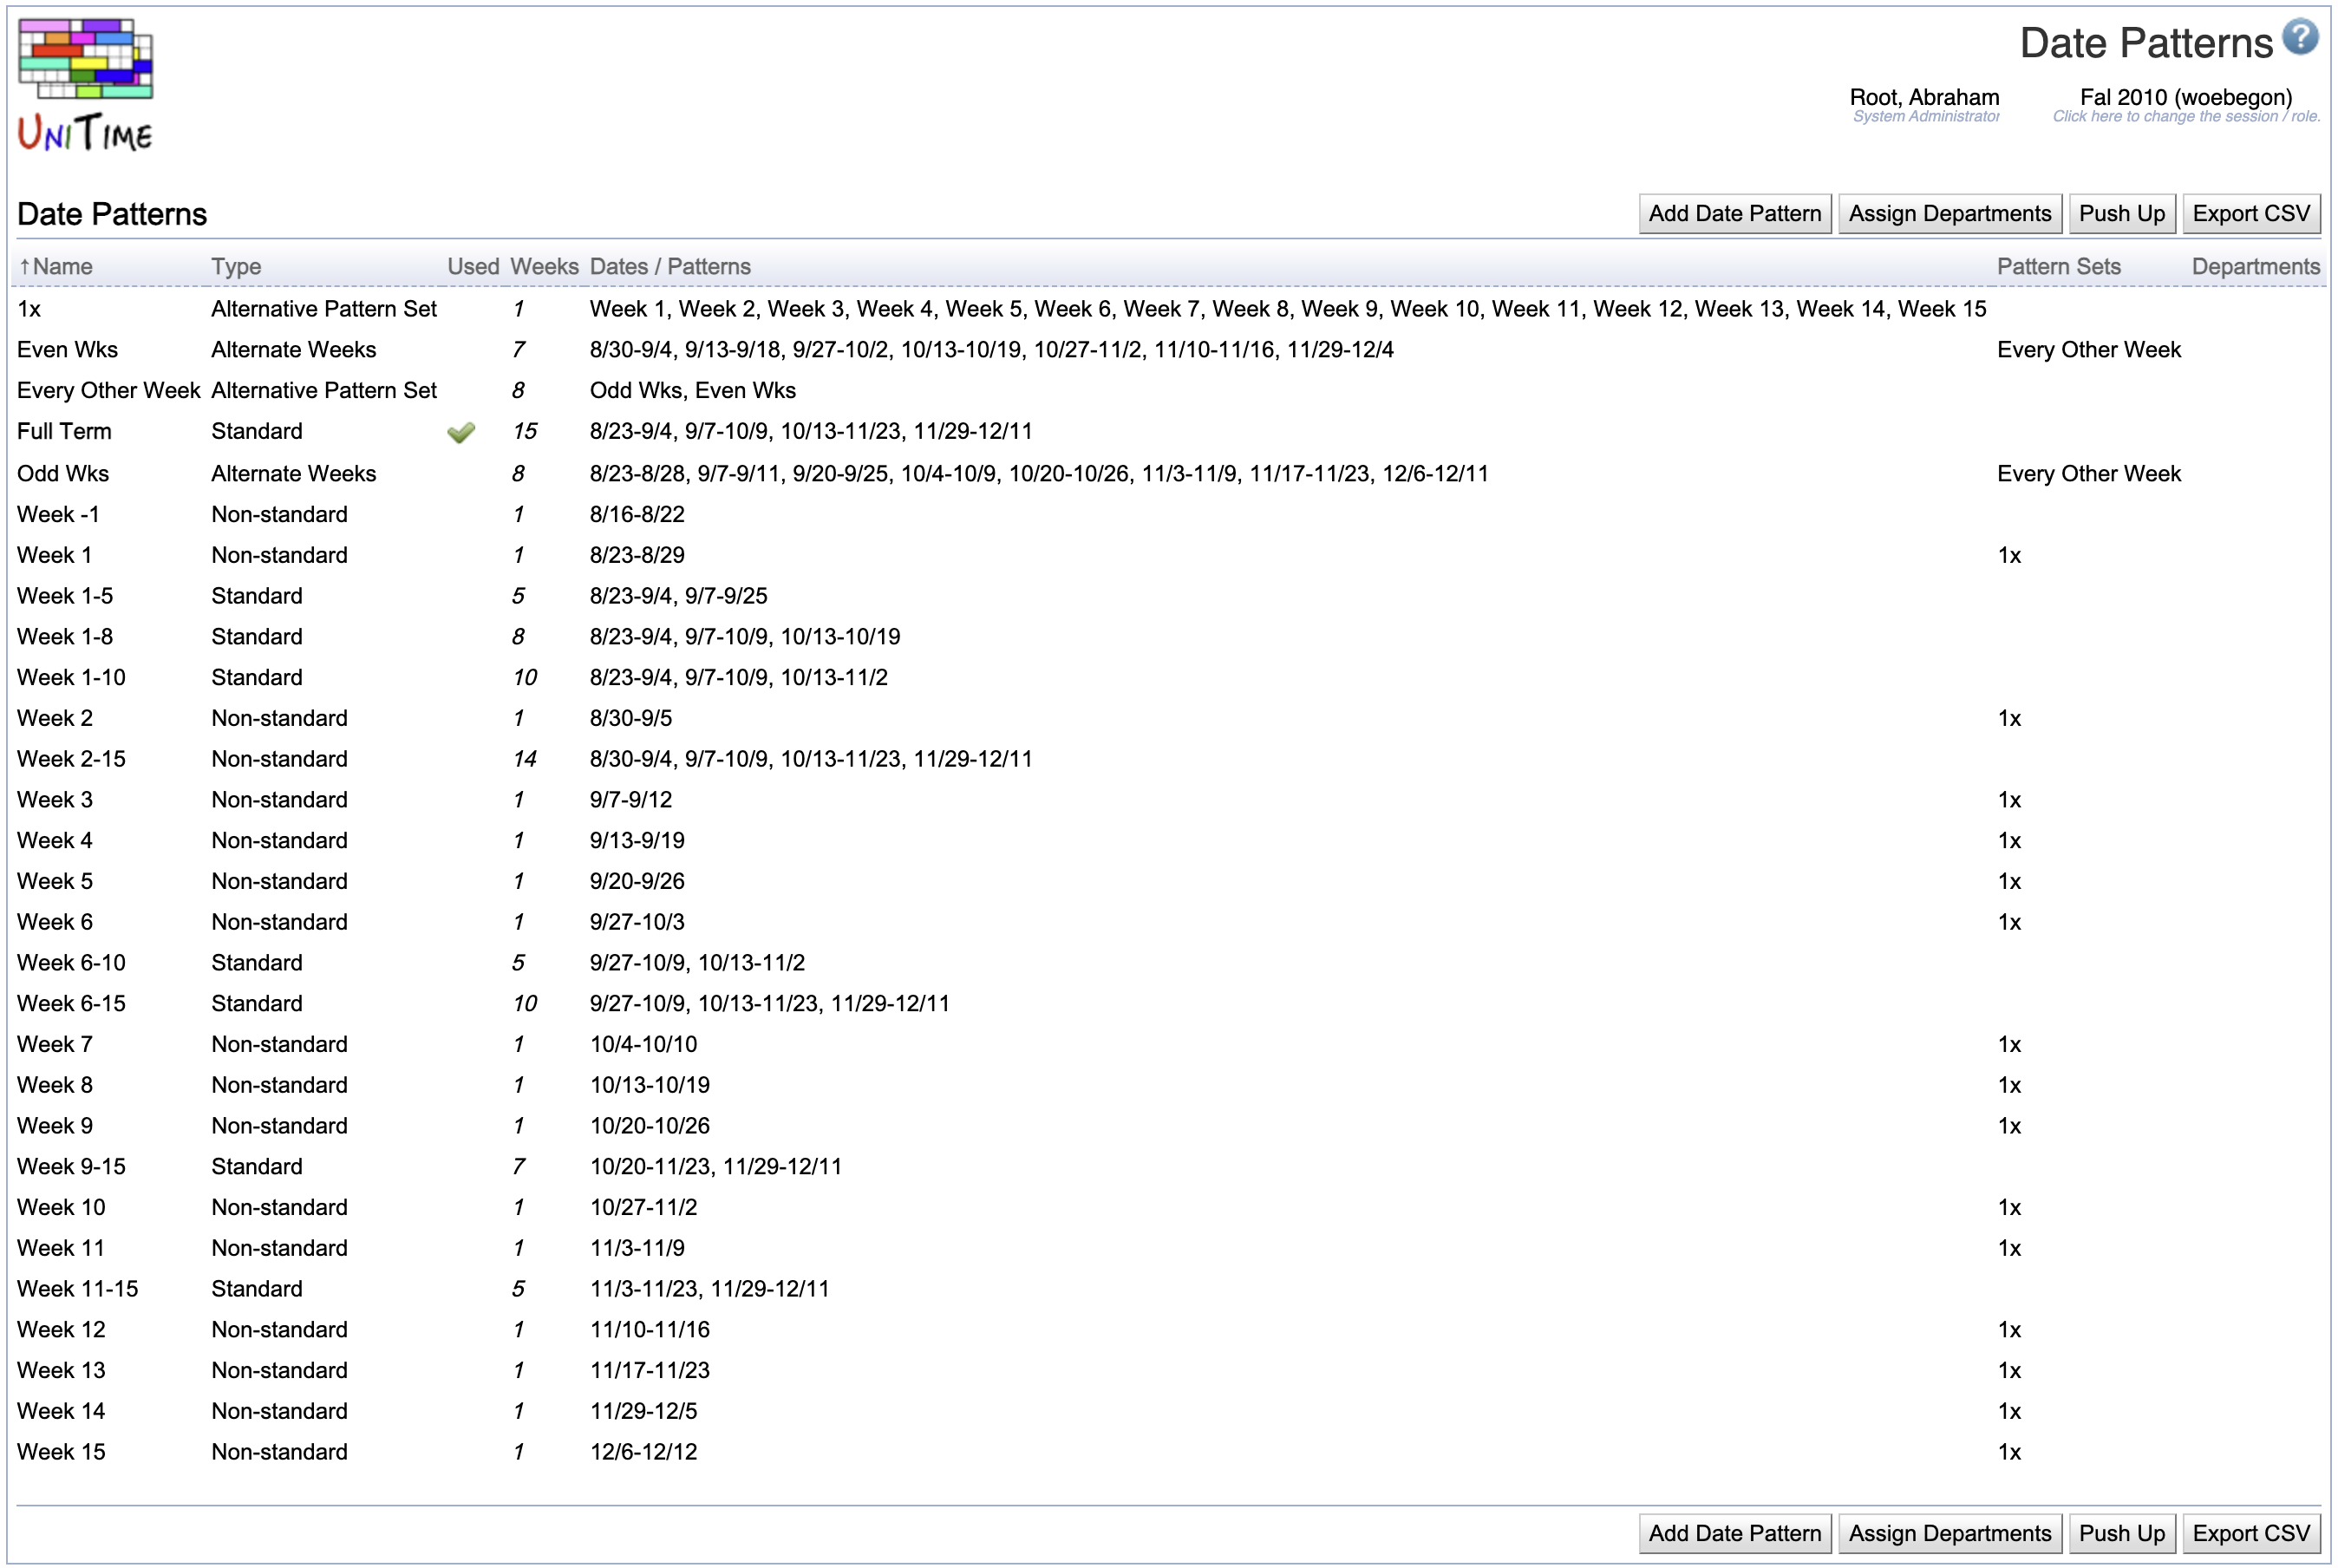 UniTime
Date Patterns
Root, Abraham Fal 2010 (woebegon)
System Administrator Click here to change the session / role.
Date Patterns Add Date Pattern Assign Departments Push Up Export CSV
↑Name Type Used Weeks Dates / Patterns Pattern Sets Departments
1x Alternative Pattern Set 1 Week 1, Week 2, Week 3, Week 4, Week 5, Week 6, Week 7, Week 8, Week 9, Week 10, Week 11, Week 12, Week 13, Week 14, Week 15
Even Wks Alternate Weeks 7 8/30-9/4, 9/13-9/18, 9/27-10/2, 10/13-10/19, 10/27-11/2, 11/10-11/16, 11/29-12/4 Every Other Week
Every Other Week Alternative Pattern Set 8 Odd Wks, Even Wks
Full Term Standard 15 8/23-9/4, 9/7-10/9, 10/13-11/23, 11/29-12/11
Odd Wks Alternate Weeks 8 8/23-8/28, 9/7-9/11, 9/20-9/25, 10/4-10/9, 10/20-10/26, 11/3-11/9, 11/17-11/23, 12/6-12/11 Every Other Week
Week -1 Non-standard 1 8/16-8/22
Week 1 Non-standard 1 8/23-8/29 1x
Week 1-5 Standard 5 8/23-9/4, 9/7-9/25
Week 1-8 Standard 8 8/23-9/4, 9/7-10/9, 10/13-10/19
Week 1-10 Standard 10 8/23-9/4, 9/7-10/9, 10/13-11/2
Week 2 Non-standard 1 8/30-9/5 1x
Week 2-15 Non-standard 14 8/30-9/4, 9/7-10/9, 10/13-11/23, 11/29-12/11
Week 3 Non-standard 1 9/7-9/12 1x
Week 4 Non-standard 1 9/13-9/19 1x
Week 5 Non-standard 1 9/20-9/26 1x
Week 6 Non-standard 1 9/27-10/3 1x
Week 6-10 Standard 5 9/27-10/9, 10/13-11/2
Week 6-15 Standard 10 9/27-10/9, 10/13-11/23, 11/29-12/11
Week 7 Non-standard 1 10/4-10/10 1x
Week 8 Non-standard 1 10/13-10/19 1x
Week 9 Non-standard 1 10/20-10/26 1x
Week 9-15 Standard 7 10/20-11/23, 11/29-12/11
Week 10 Non-standard 1 10/27-11/2 1x
Week 11 Non-standard 1 11/3-11/9 1x
Week 11-15 Standard 5 11/3-11/23, 11/29-12/11
Week 12 Non-standard 1 11/10-11/16 1x
Week 13 Non-standard 1 11/17-11/23 1x
Week 14 Non-standard 1 11/29-12/5 1x
Week 15 Non-standard 1 12/6-12/12 1x
Add Date Pattern Assign Departments Push Up Export CSV